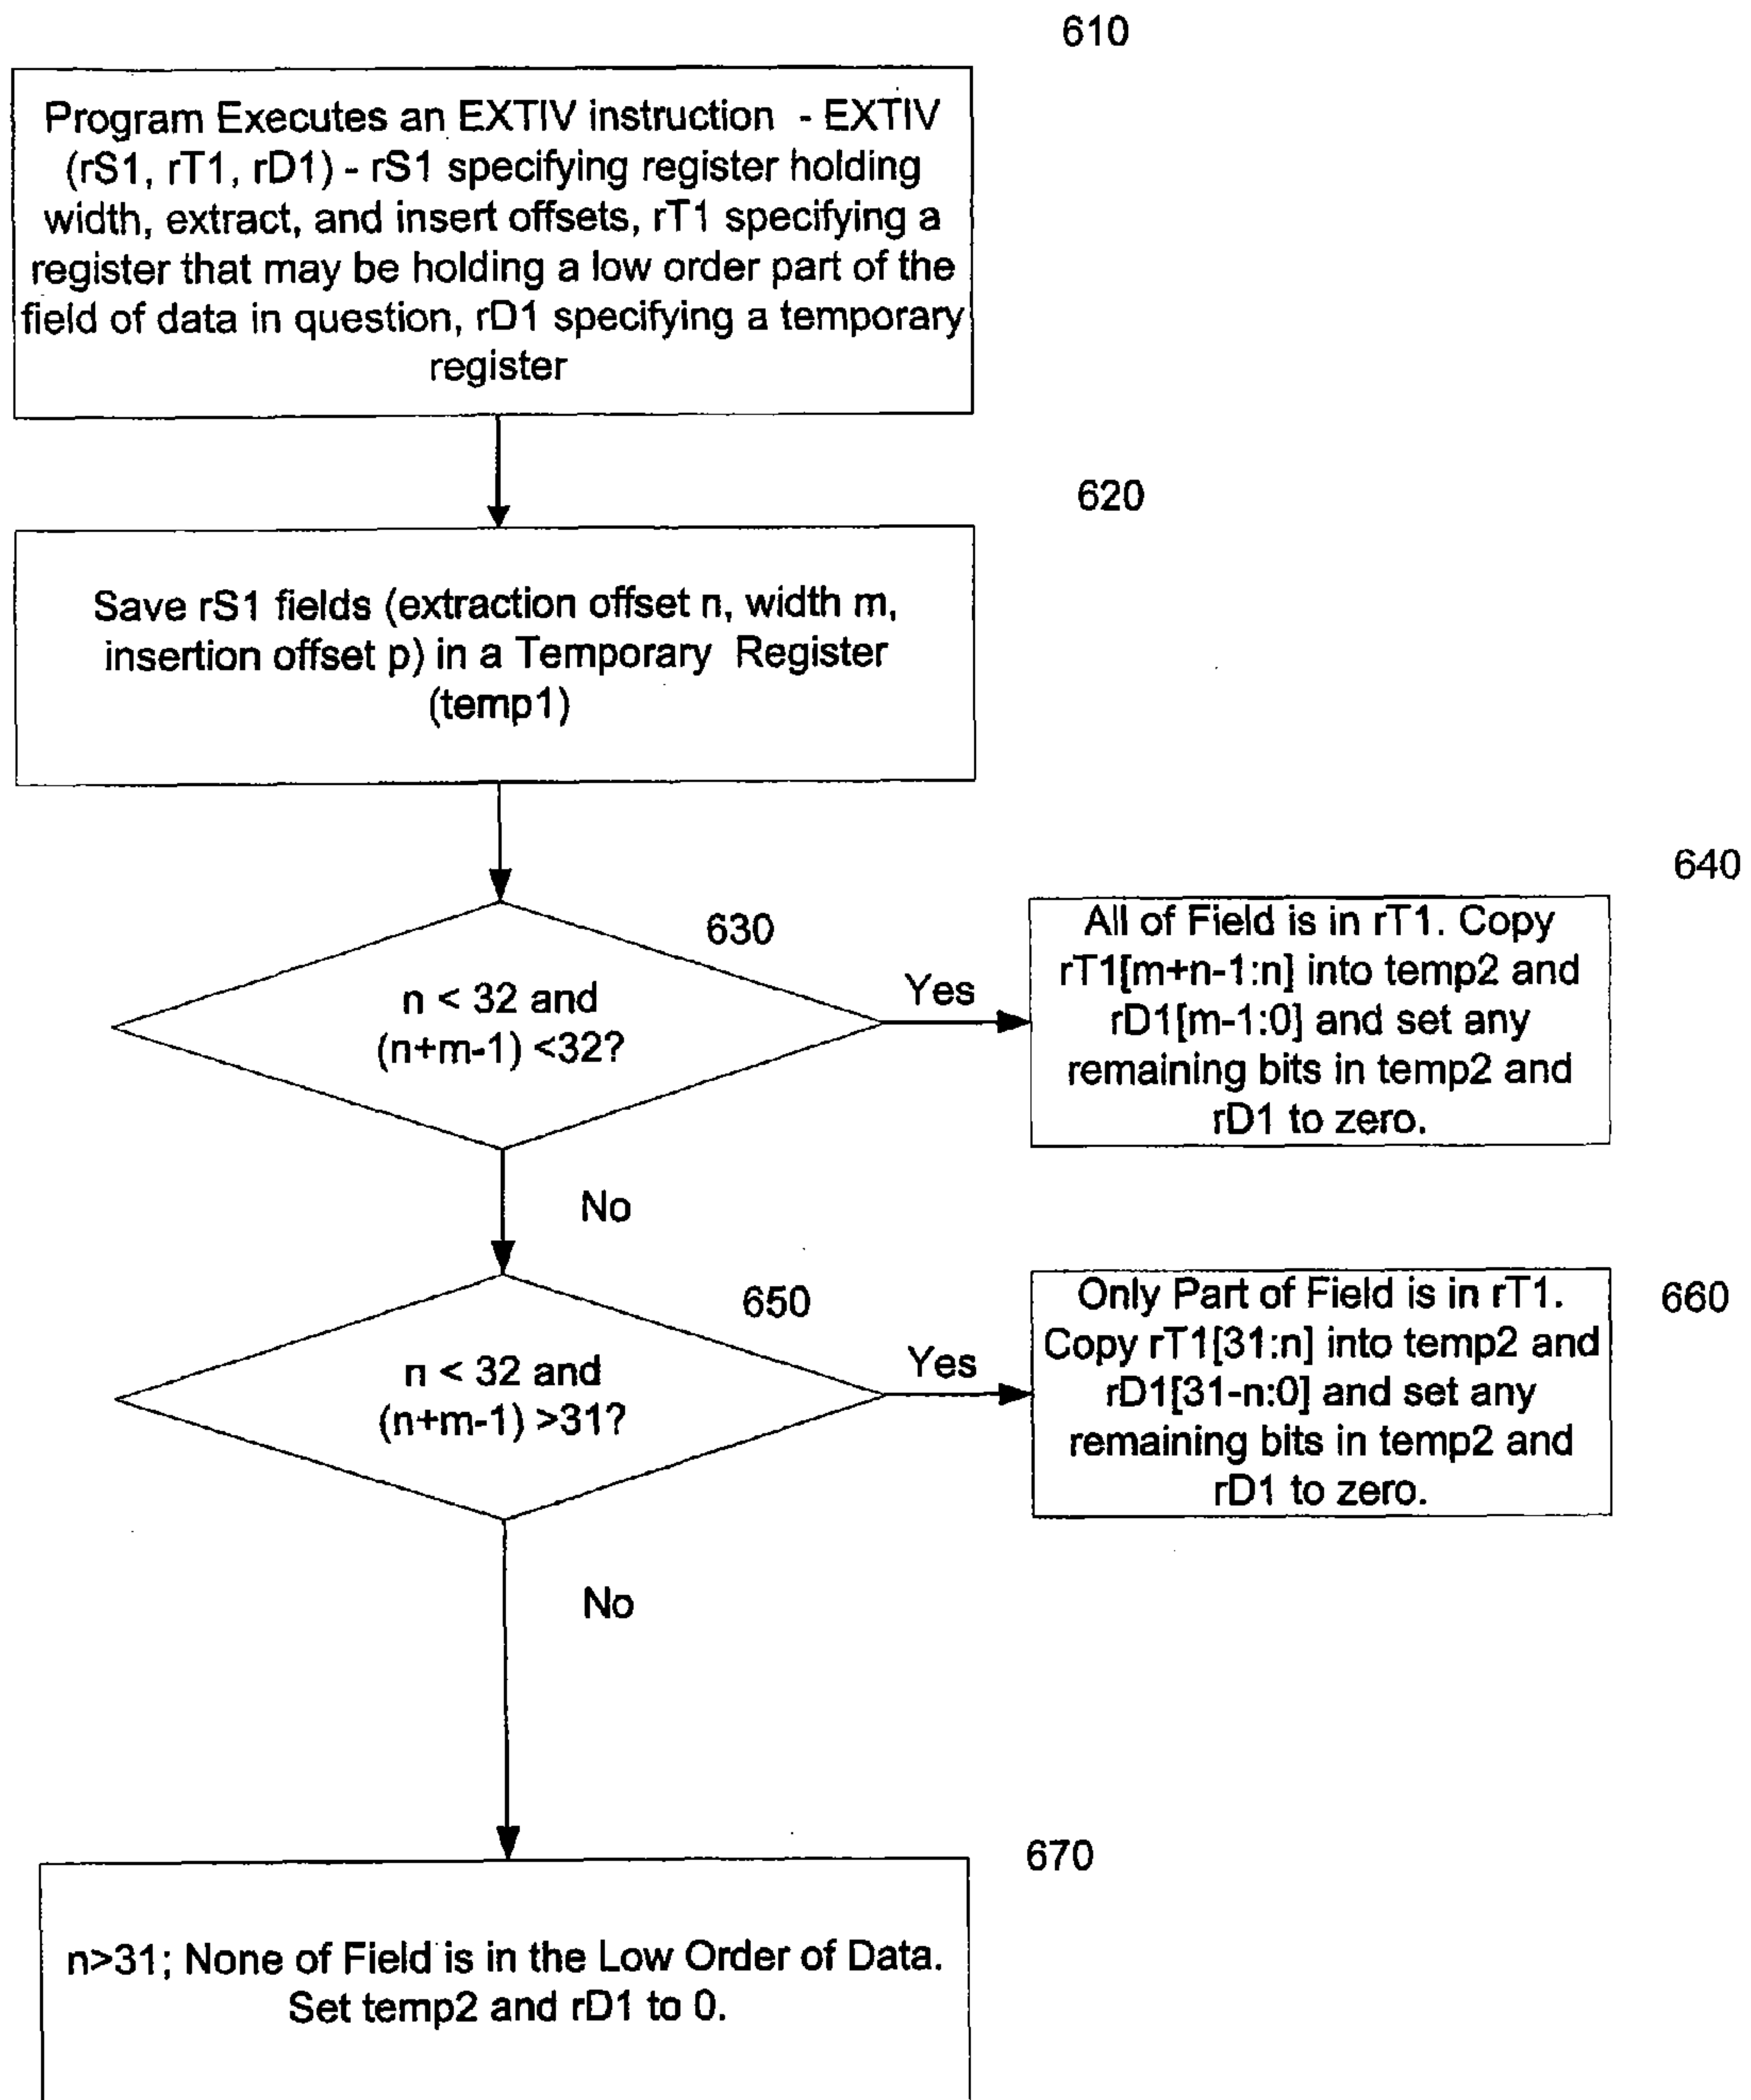 610
Program Executes an EXTIV instruction - EXTIV
(rS1, rT1, rD1) - rS1 specifying register holding
width, extract, and insert offsets, rT1 specifying a
register that may be holding a low order part of the
field of data in question, rD1 specifying a temporary
register
620
Save rS1 fields (extraction offset n, width m,
insertion offset p) in a Temporary Register
(temp1)
630
n < 32 and
(n+m-1) <32?
Yes
640
All of Field is in rT1. Copy
rT1[m+n-1:n] into temp2 and
rD1[m-1:0] and set any
remaining bits in temp2 and
rD1 to zero.
No
650
n < 32 and
(n+m-1) >31?
Yes
660
Only Part of Field is in rT1.
Copy rT1[31:n] into temp2 and
rD1[31-n:0] and set any
remaining bits in temp2 and
rD1 to zero.
No
670
n>31; None of Field is in the Low Order of Data.
Set temp2 and rD1 to 0.